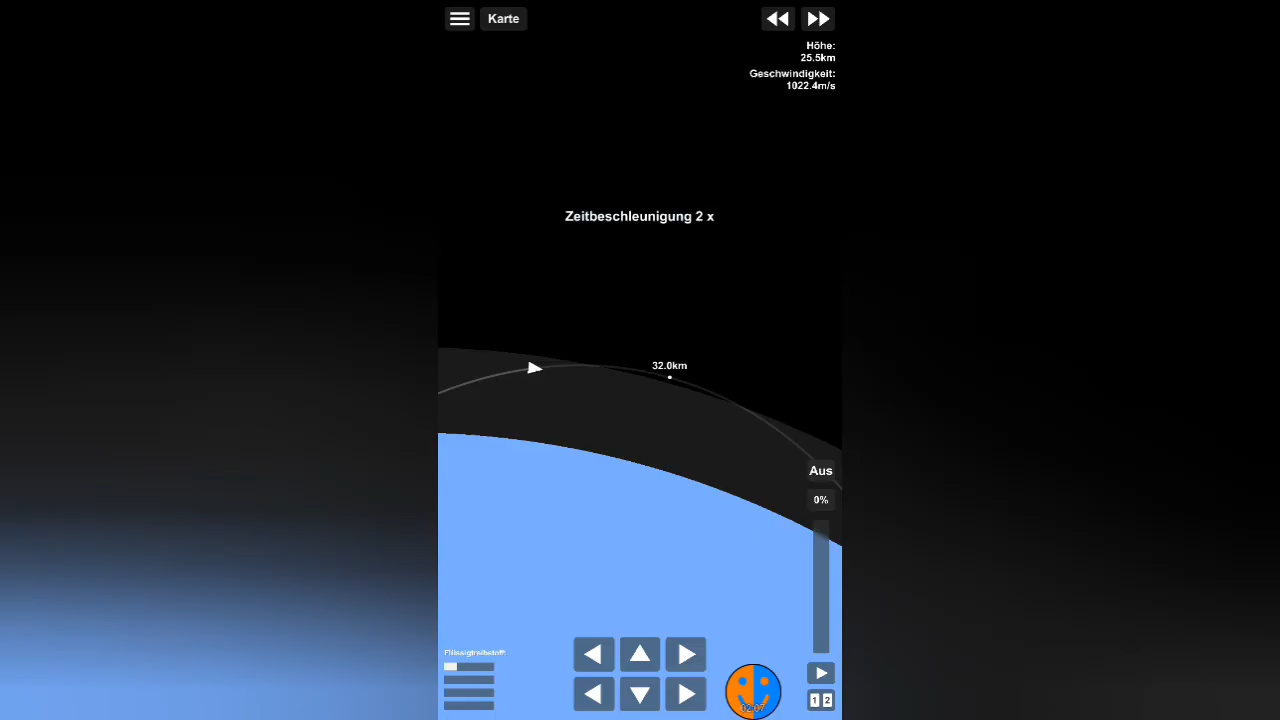 Karte
Höhe:
25.5km
Geschwindigkeit:
1022.4m/s
Zeitbeschleunigung 2 x
32.0km
Aus
0%
Flüssigtreibstoff:
1 2